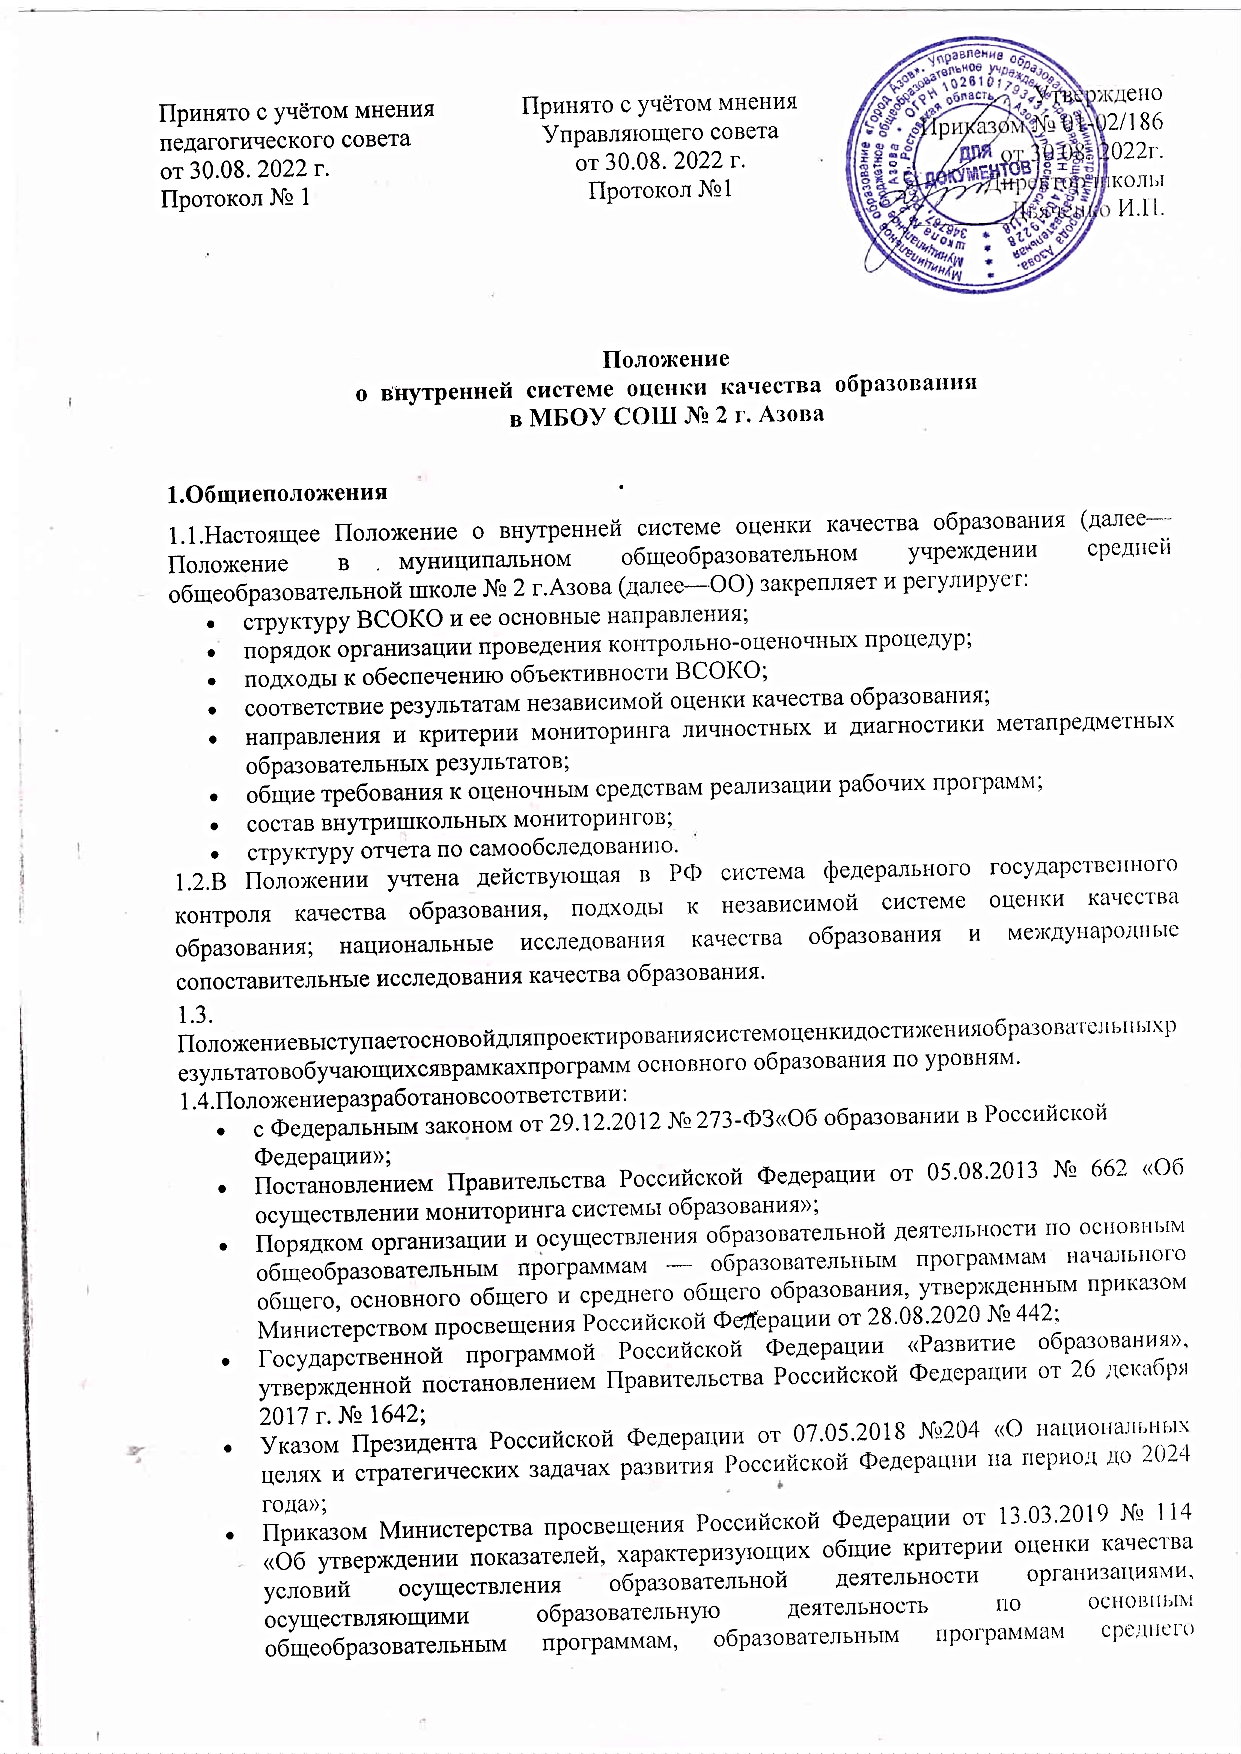 Принято с учётом мнения
педагогического совета
от 30.08. 2022 г.
Протокол № 1
Принято с учётом мнения
Управляющего совета
от 30.08. 2022 г.
Протокол №1
Утверждено
Приказом № 01-02/186
от 30.08.2022г.
Директор школы
И.П.
ДЛЯ
ДОКУМЕНТОВ
Положение
о внутренней системе оценки качества образования
в МБОУ СОШ № 2 г. Азова
1.Общиеположения
1.1.Настоящее Положение о внутренней системе оценки качества образования (далее—
Положение в муниципальном общеобразовательном учреждении средней
общеобразовательной школе № 2 г.Азова (далее—ОО) закрепляет и регулирует:
• структуру ВСОКО и ее основные направления;
• порядок организации проведения контрольно-оценочных процедур;
• подходы к обеспечению объективности ВСОКО;
• соответствие результатам независимой оценки качества образования;
• направления и критерии мониторинга личностных и диагностики метапредметных
образовательных результатов;
• общие требования к оценочным средствам реализации рабочих программ;
• состав внутришкольных мониторингов;
• структуру отчета по самообследованию.
1.2.В Положении учтена действующая в РФ система федерального государственного
контроля качества образования, подходы к независимой системе оценки качества
образования; национальные исследования качества образования и международные
сопоставительные исследования качества образования.
1.3.
Положениевыступаетосновойдляпроектированиясистемоценкидостиженияобразовательныхр
езультатовобучающихсяврамкахпрограмм основного образования по уровням.
1.4.Положениеразработановсоответствии:
• с Федеральным законом от 29.12.2012 № 273-ФЗ«Об образовании в Российской
Федерации»;
• Постановлением Правительства Российской Федерации от 05.08.2013 № 662 «Об
осуществлении мониторинга системы образования»;
• Порядком организации и осуществления образовательной деятельности по основным
общеобразовательным программам — образовательным программам начального
общего, основного общего и среднего общего образования, утвержденным приказом
Министерством просвещения Российской Федерации от 28.08.2020 № 442;
• Государственной программой Российской Федерации «Развитие образования»,
утвержденной постановлением Правительства Российской Федерации от 26 декабря
2017 г. № 1642;
• Указом Президента Российской Федерации от 07.05.2018 №204 «О национальных
целях и стратегических задачах развития Российской Федерации на период до 2024
года»;
• Приказом Министерства просвещения Российской Федерации от 13.03.2019 № 114
«Об утверждении показателей, характеризующих общие критерии оценки качества
условий осуществления образовательной деятельности организациями,
осуществляющими образовательную деятельность по основным
общеобразовательным программам, образовательным программам среднего